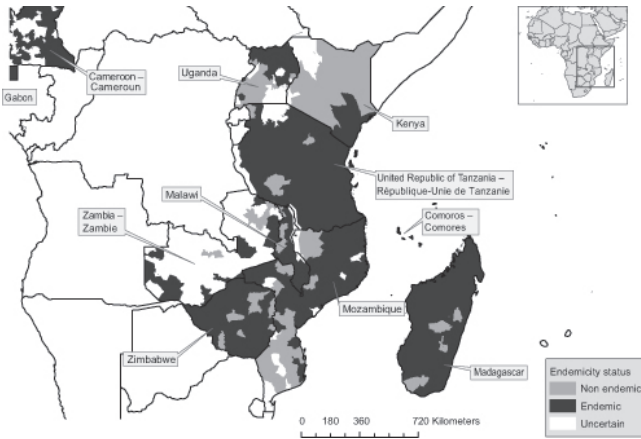 Cameroon –
Cameroun
Gabon
Uganda
Kenya
United Republic of Tanzania –
République-Unie de Tanzanie
Malawi
Zambia –
Zambie
Comoros –
Comores
Mozambique
Zimbabwe
Madagascar
Endemicity status
Non endemic
Endemic
Uncertain
0 180 360 720 Kilometers